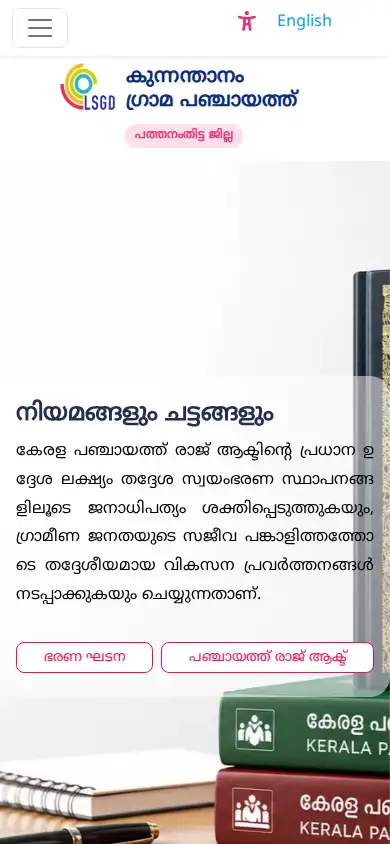 English
LSGD
കുന്നന്താനം
ഗ്രാമ പഞ്ചായത്ത്
പത്തനംതിട്ട ജില്ല
നിയമങ്ങളും ചട്ടങ്ങളും
കേരള പഞ്ചായത്ത് രാജ് ആക്ടിന്റെ പ്രധാന ഉ
ദ്ദേശ ലക്ഷ്യം തദ്ദേശ സ്വയംഭരണ സ്ഥാപനങ്ങ
ളിലൂടെ ജനാധിപത്യം ശക്തിപ്പെടുത്തുകയും,
ഗ്രാമീണ ജനതയുടെ സജീവ പങ്കാളിത്തത്തോ
ടെ തദ്ദേശീയമായ വികസന പ്രവർത്തനങ്ങൾ
നടപ്പാക്കുകയും ചെയ്യുന്നതാണ്.
ഭരണ ഘടന
പഞ്ചായത്ത് രാജ് ആക്ട്
കേരള
KERALA
കേരള
KERALA